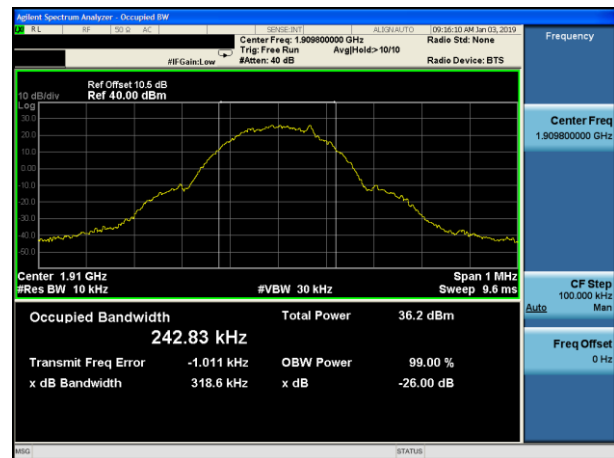 Agilent Spectrum Analyzer - Occupied BW
RL RF 50 Ω AC SENSE:INT ALIGNAUTO 09:16:10 AM Jan 03, 2019
Center Freq: 1.909800000 GHz Radio Std: None
Trig: Free Run Avg|Hold:> 10/10
#IFGain:Low #Atten: 40 dB Radio Device: BTS
Frequency
Ref Offset 10.5 dB
10 dB/div Ref 40.00 dBm
Log
30.0
20.0
10.0
0.00
-10.0
-20.0
-30.0
-40.0
-50.0
Center 1.91 GHz Span 1 MHz
#Res BW 10 kHz #VBW 30 kHz Sweep 9.6 ms
Occupied Bandwidth Total Power 36.2 dBm
242.83 kHz
Transmit Freq Error -1.011 kHz OBW Power 99.00 %
x dB Bandwidth 318.6 kHz x dB -26.00 dB
Center Freq
1.909800000 GHz
CF Step
100.000 kHz
Auto Man
Freq Offset
0 Hz
MSG STATUS